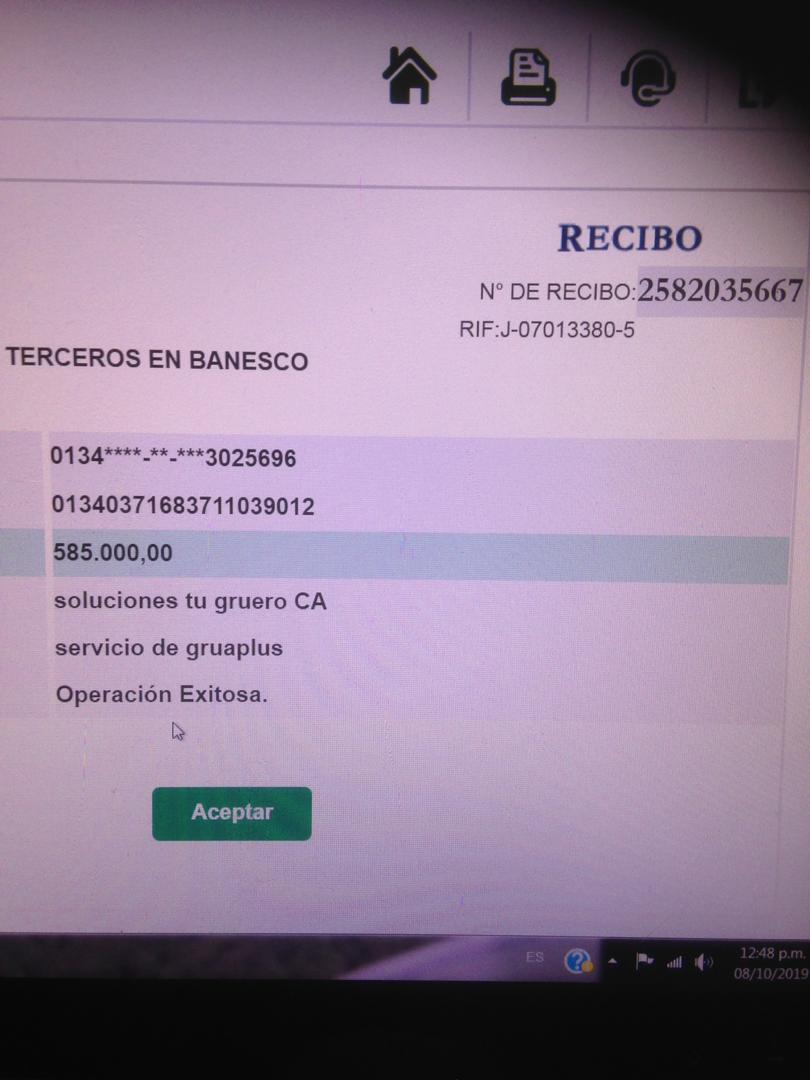 RECIBO
N° DE RECIBO:2582035667
RIF:J-07013380-5
TERCEROS EN BANESCO
0134****-**-***3025696
01340371683711039012
585.000,00
soluciones tu gruero CA
servicio de gruaplus
Operación Exitosa.
Aceptar
ES
12:48 p.m.
08/10/2019